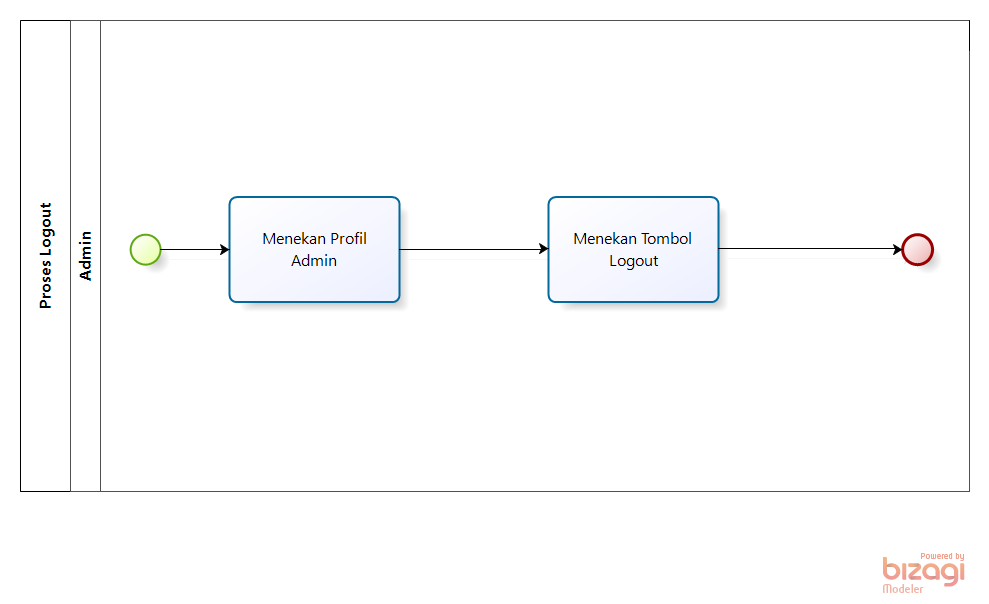 Proses Logout
Admin
Menekan Profil
Admin
Menekan Tombol
Logout
Powered by
bizagi
Modeler